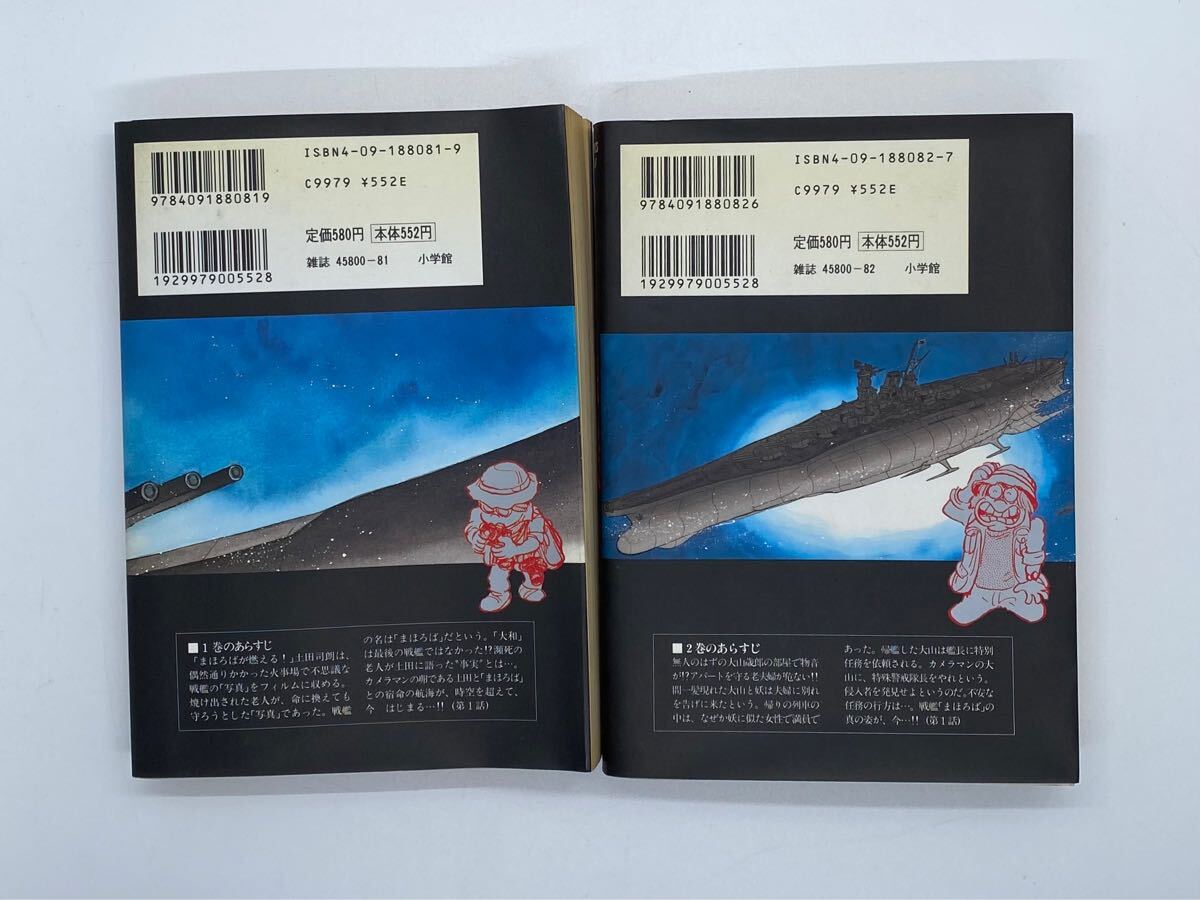 ISBN4-09-188081-9
C9979 ¥552E
9784091880819
定価580円 本体552円
雑誌 45800-81 小学館
1929979005528
■1巻のあらすじ
「まほろばが燃える!」土田司朗は、
偶然通りかかった火事場で不思議な
戦艦の「写真」をフィルムに収める。
焼け出された老人が、命に換えても
守ろうとした「写真」であった。戦艦
の名は「まほろば」だという。「大和」
は最後の戦艦ではなかった!?瀕死の
老人が土田に語った“事実”とは…。
カメラマンの卵である土田と「まほろば」
との宿命の航海が、時空を超えて、
今 はじまる…!!(第1話)
ISBN4-09-188082-7
C9979 ¥552E
9784091880826
定価580円 本体552円
雑誌 45800-82 小学館
1929979005528
■2巻のあらすじ
無人のはずの大山歳郎の部屋で物音
が!?アパートを守る老夫婦が危ない!!
間一髪現れた大山と妖は夫婦に別れ
を告げに来たという。帰りの列車の
中は、なぜか妖に似た女性で満員で
あった。帰艦した大山は艦長に特別
任務を依頼される。カメラマンの大
山に、特殊警戒隊長をやれという。
侵入者を発見せよというのだ。不安な
任務の行方は…。戦艦「まほろば」の
真の姿が、今…!!(第1話)